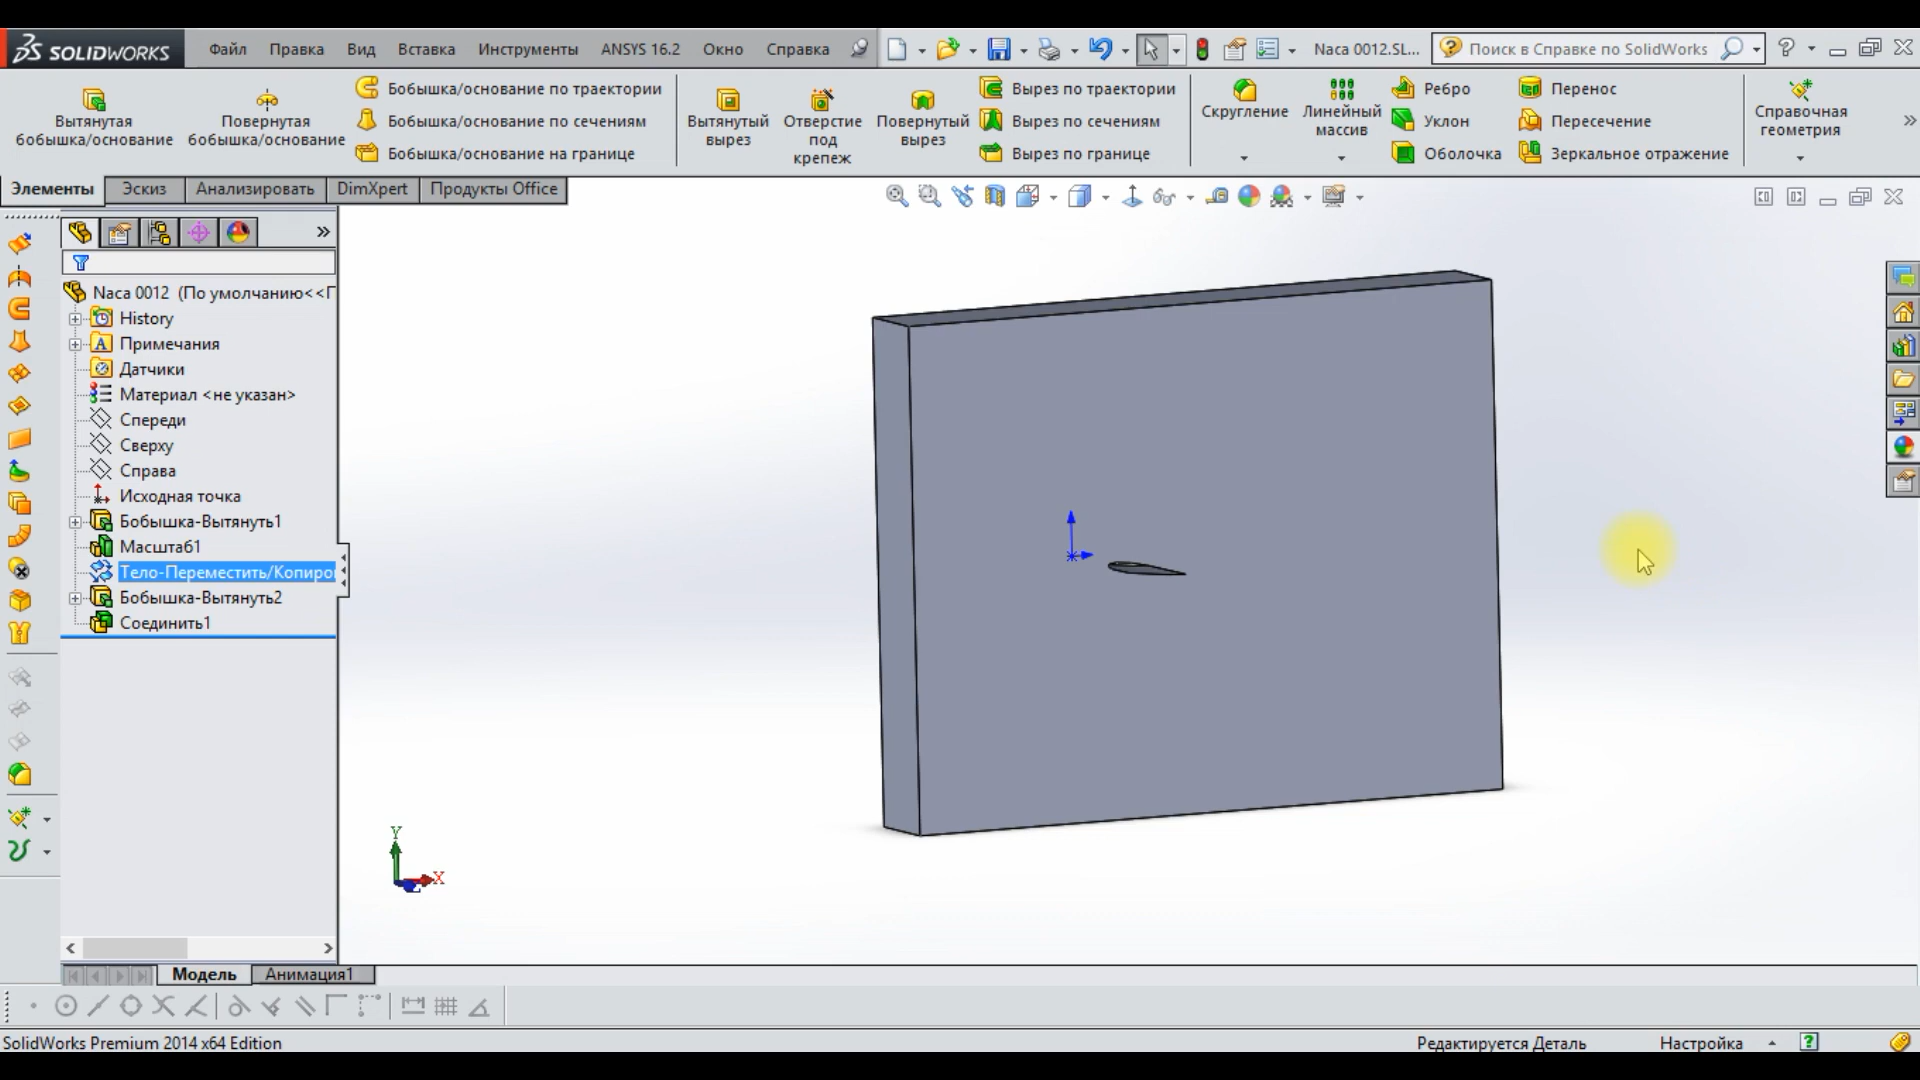 SOLIDWORKS Файл Правка Вид Вставка Инструменты ANSYS 16.2 Окно Справка Naca 0012.SL... Поиск в Справке по SolidWorks
Вытянутая бобышка/основание
Повернутая бобышка/основание
Бобышка/основание по траектории
Бобышка/основание по сечениям
Бобышка/основание на границе
Вытянутый вырез
Отверстие под крепеж
Повернутый вырез
Вырез по траектории
Вырез по сечениям
Вырез по границе
Скругление
Линейный массив
Ребро
Уклон
Оболочка
Перенос
Пересечение
Зеркальное отражение
Справочная геометрия
Элементы Эскиз Анализировать DimXpert Продукты Office
Naca 0012 (По умолчанию<<Г
History
Примечания
Датчики
Материал <не указан>
Спереди
Сверху
Справа
Исходная точка
Бобышка-Вытянуть1
Масштаб1
Тело-Переместить/Копиро
Бобышка-Вытянуть2
Соединить1
Y
X
Модель Анимация1
SolidWorks Premium 2014 x64 Edition Редактируется Деталь Настройка